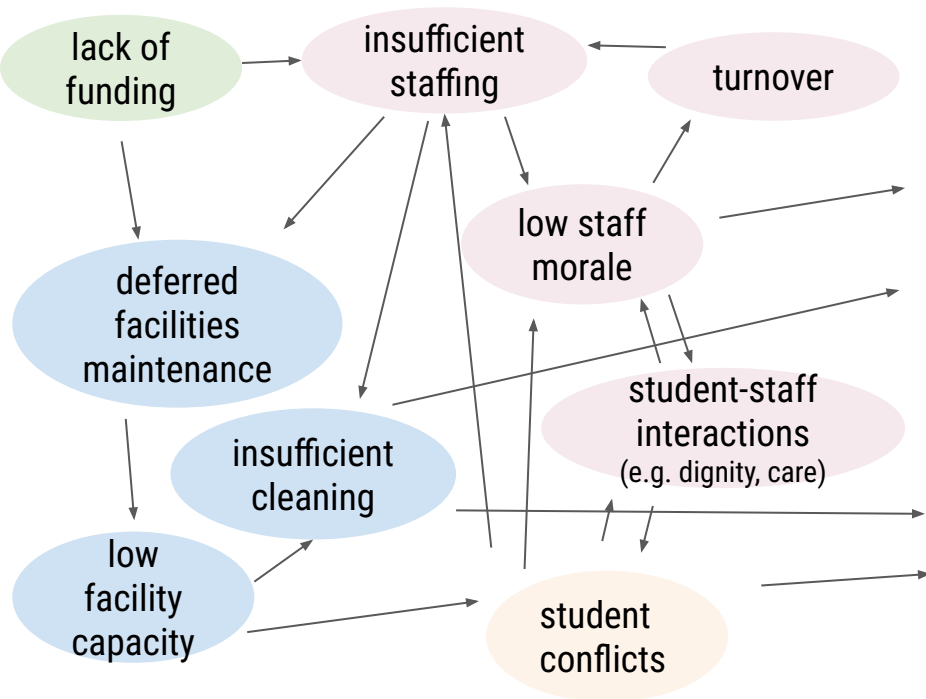 lack of
funding
insufficient
staffing
turnover
low staff
morale
deferred
facilities
maintenance
student-staff
interactions
(e.g. dignity, care)
insufficient
cleaning
low
facility
capacity
student
conflicts